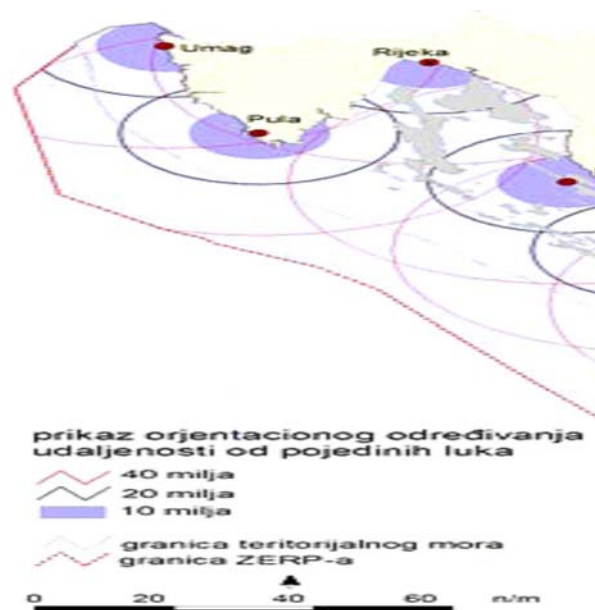 Umag
Rijeka
Pula
prikaz orjentacionog određivanja
udaljenosti od pojedinih luka
40 milja
20 milja
10 milja
granica teritorijalnog mora
granica ZERP-a
0 20 40 60 n/m